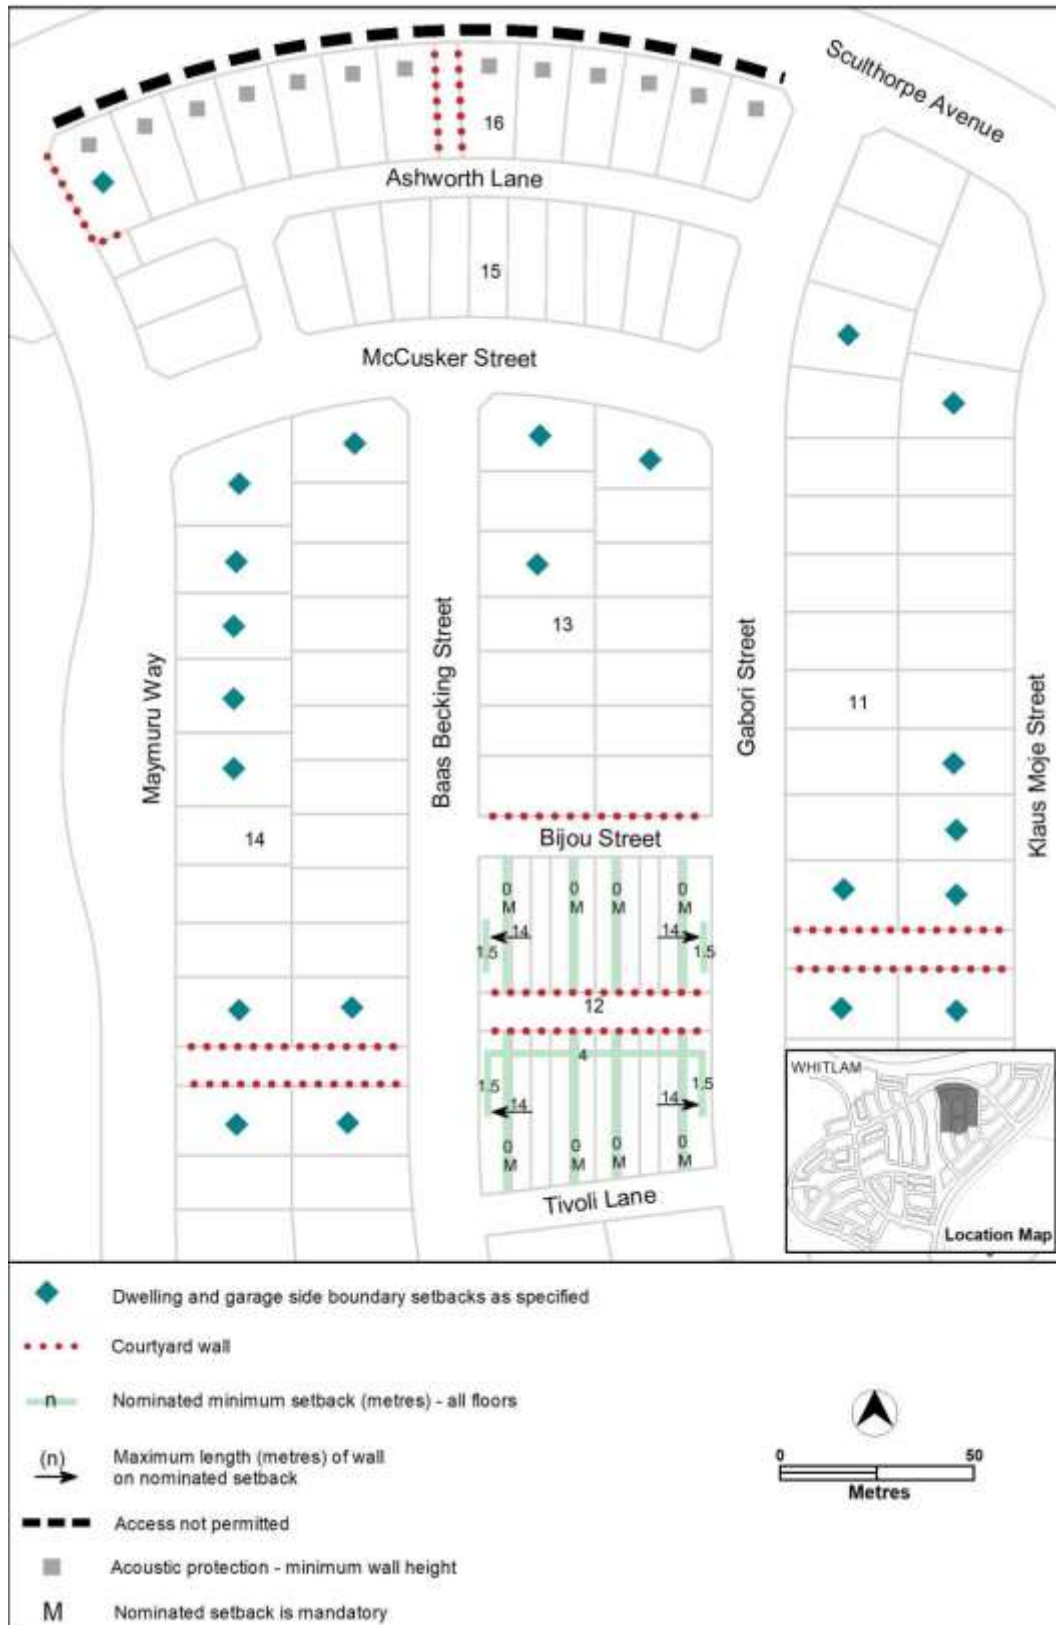 Sculthorpe Avenue
16
Ashworth Lane
15
McCusker Street
13
Baas Becking Street
Gabori Street
Maymuru Way
11
Klaus Moje Street
14
Bijou Street
0 0 0 0
M M M M
14 14
1.5 1.5
12
4
1.5 1.5
14 14
0 0 0 0
M M M M
Tivoli Lane
WHITLAM
Location Map
Dwelling and garage side boundary setbacks as specified
Courtyard wall
n Nominated minimum setback (metres) - all floors
(n) Maximum length (metres) of wall
on nominated setback
0 50
Metres
Access not permitted
Acoustic protection - minimum wall height
M Nominated setback is mandatory